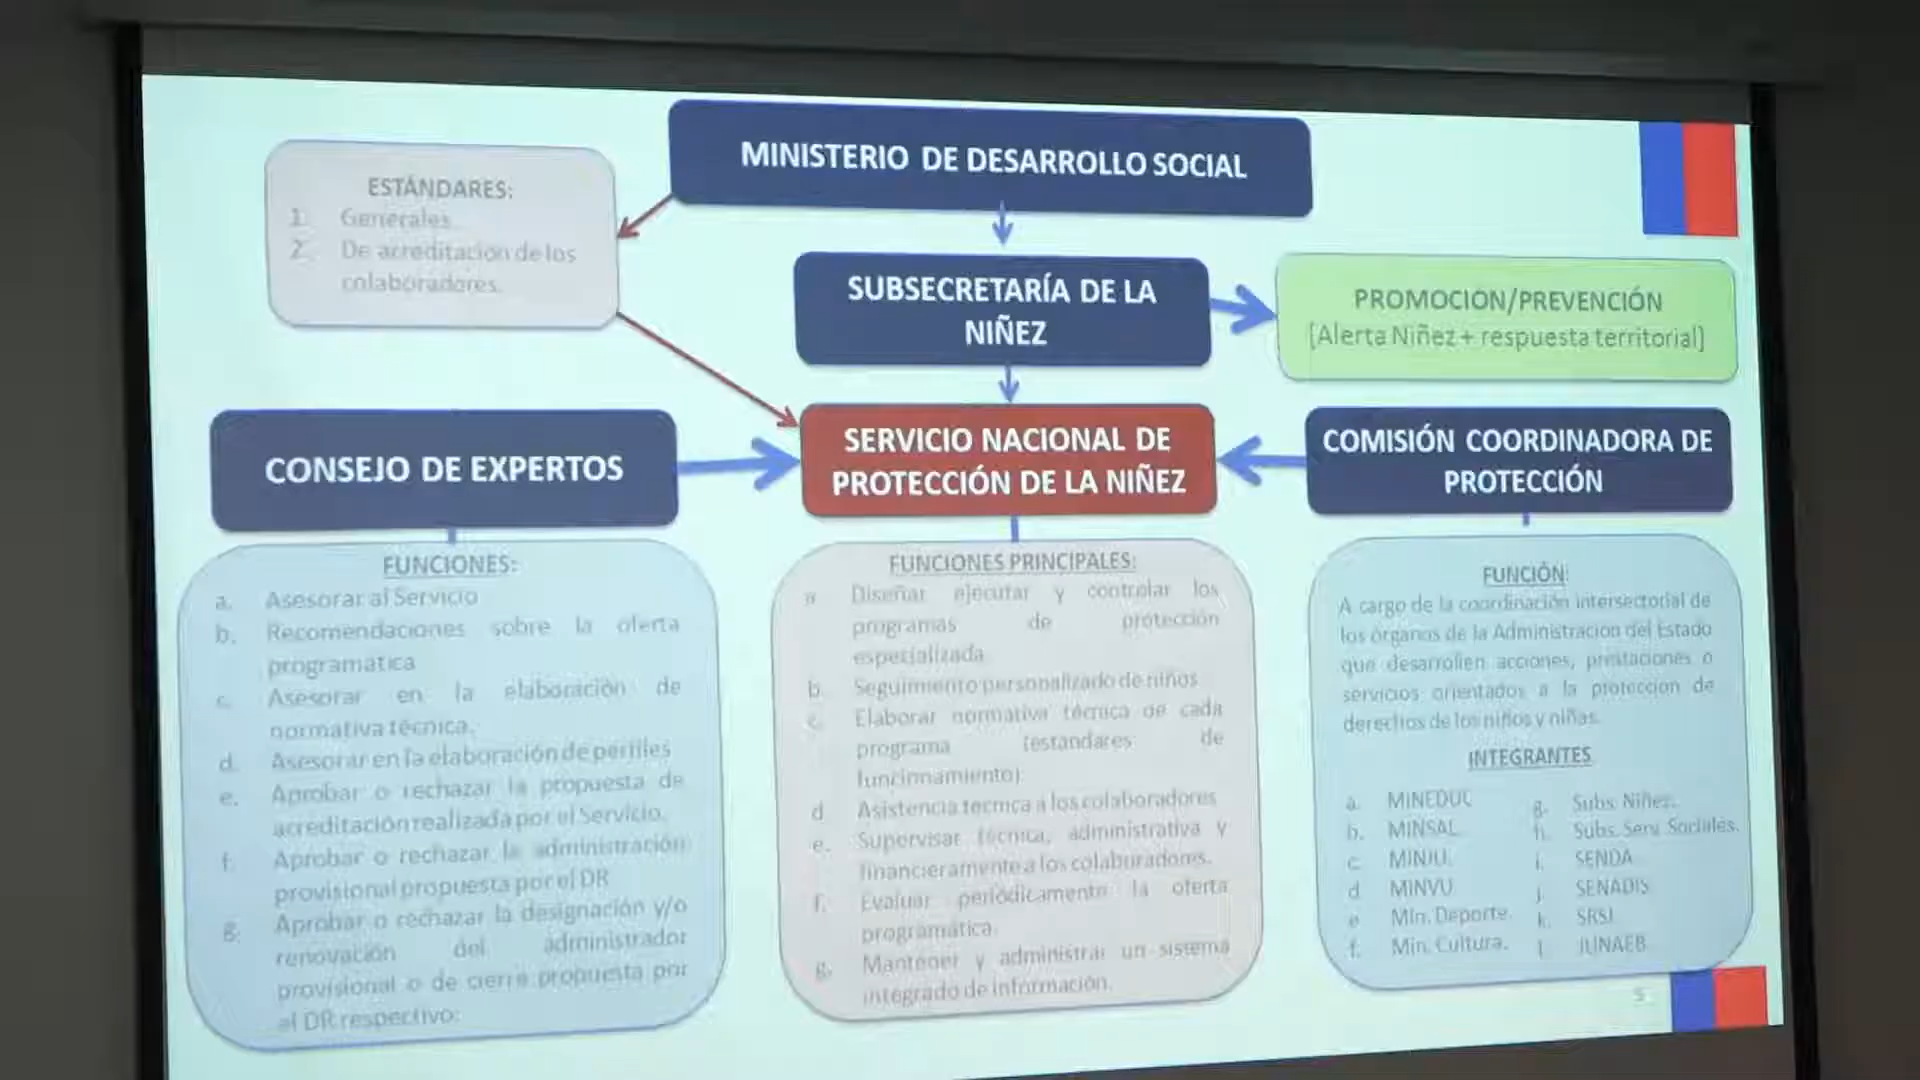 MINISTERIO DE DESARROLLO SOCIAL
ESTÁNDARES:
1. Generales.
2. De acreditación de los
colaboradores.
SUBSECRETARÍA DE LA
NIÑEZ
PROMOCION/PREVENCIÓN
[Alerta Niñez + respuesta territorial]
CONSEJO DE EXPERTOS
SERVICIO NACIONAL DE
PROTECCIÓN DE LA NIÑEZ
COMISIÓN COORDINADORA DE
PROTECCIÓN
FUNCIONES:
a. Asesorar al Servicio
b. Recomendaciones sobre la oferta
programática
c. Asesorar en la elaboración de
normativa técnica.
d. Asesorar en la elaboración de perfiles
e. Aprobar o rechazar la propuesta de
acreditación realizada por el Servicio.
f. Aprobar o rechazar la administración
provisional propuesta por el DR
g. Aprobar o rechazar la designación y/o
renovación del administrador
provisional o de cierre propuesta por
el DR respectivo:
FUNCIONES PRINCIPALES:
a Diseñar ejecutar y controlar los
programas de protección
especializada
b. Seguimiento personalizado de niños
c. Elaborar normativa técnica de cada
programa (estándares de
funcionamiento)
d Asistencia tecnica a los colaboradores
e. Supervisar técnica, administrativa y
financieramente a los colaboradores.
f. Evaluar periódicamente la oferta
programática.
g. Mantener y administrar un sistema
integrado de información.
FUNCIÓN:
A cargo de la coordinación intersectorial de
los órganos de la Administración del Estado
que desarrollen acciones, prestaciones o
servicios orientados a la protección de
derechos de los niños y niñas.
INTEGRANTES
a. MINEDUC
b. MINSAL
c. MINJU.
d MINVU
e Min. Deporte.
f. Min. Cultura.
g. Subs. Niñez.
h. Subs. Serv. Sociales.
i. SENDA
j. SENADIS
k. SRSI
l. JUNAEB
5